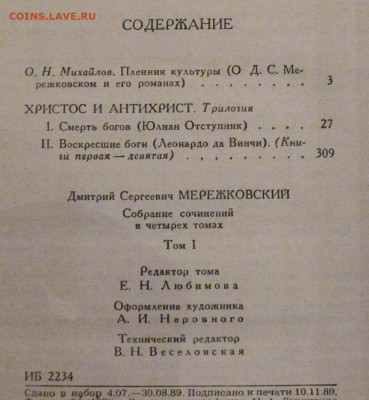 COINS.LAVE.RU
СОДЕРЖАНИЕ
О. Н. Михайлов. Пленник культуры (О Д. С. Ме-
режковском и его романах) . . . . . . . 3
ХРИСТОС И АНТИХРИСТ. Трилогия
I. Смерть богов (Юлиан Отступник) . . . . 27
II. Воскресшие боги (Леонардо да Винчи). (Кни-
ги первая — девятая) . . . . . . . . 309
Дмитрий Сергеевич МЕРЕЖКОВСКИЙ
Собрание сочинений
в четырех томах
Том I
Редактор тома
Е. Н. Любимова
Оформление художника
А. И. Неровного
Технический редактор
В. Н. Веселовская
ИБ 2234
Сдано в набор 4.07.—30.08.89. Подписано к печати 10.11.89.